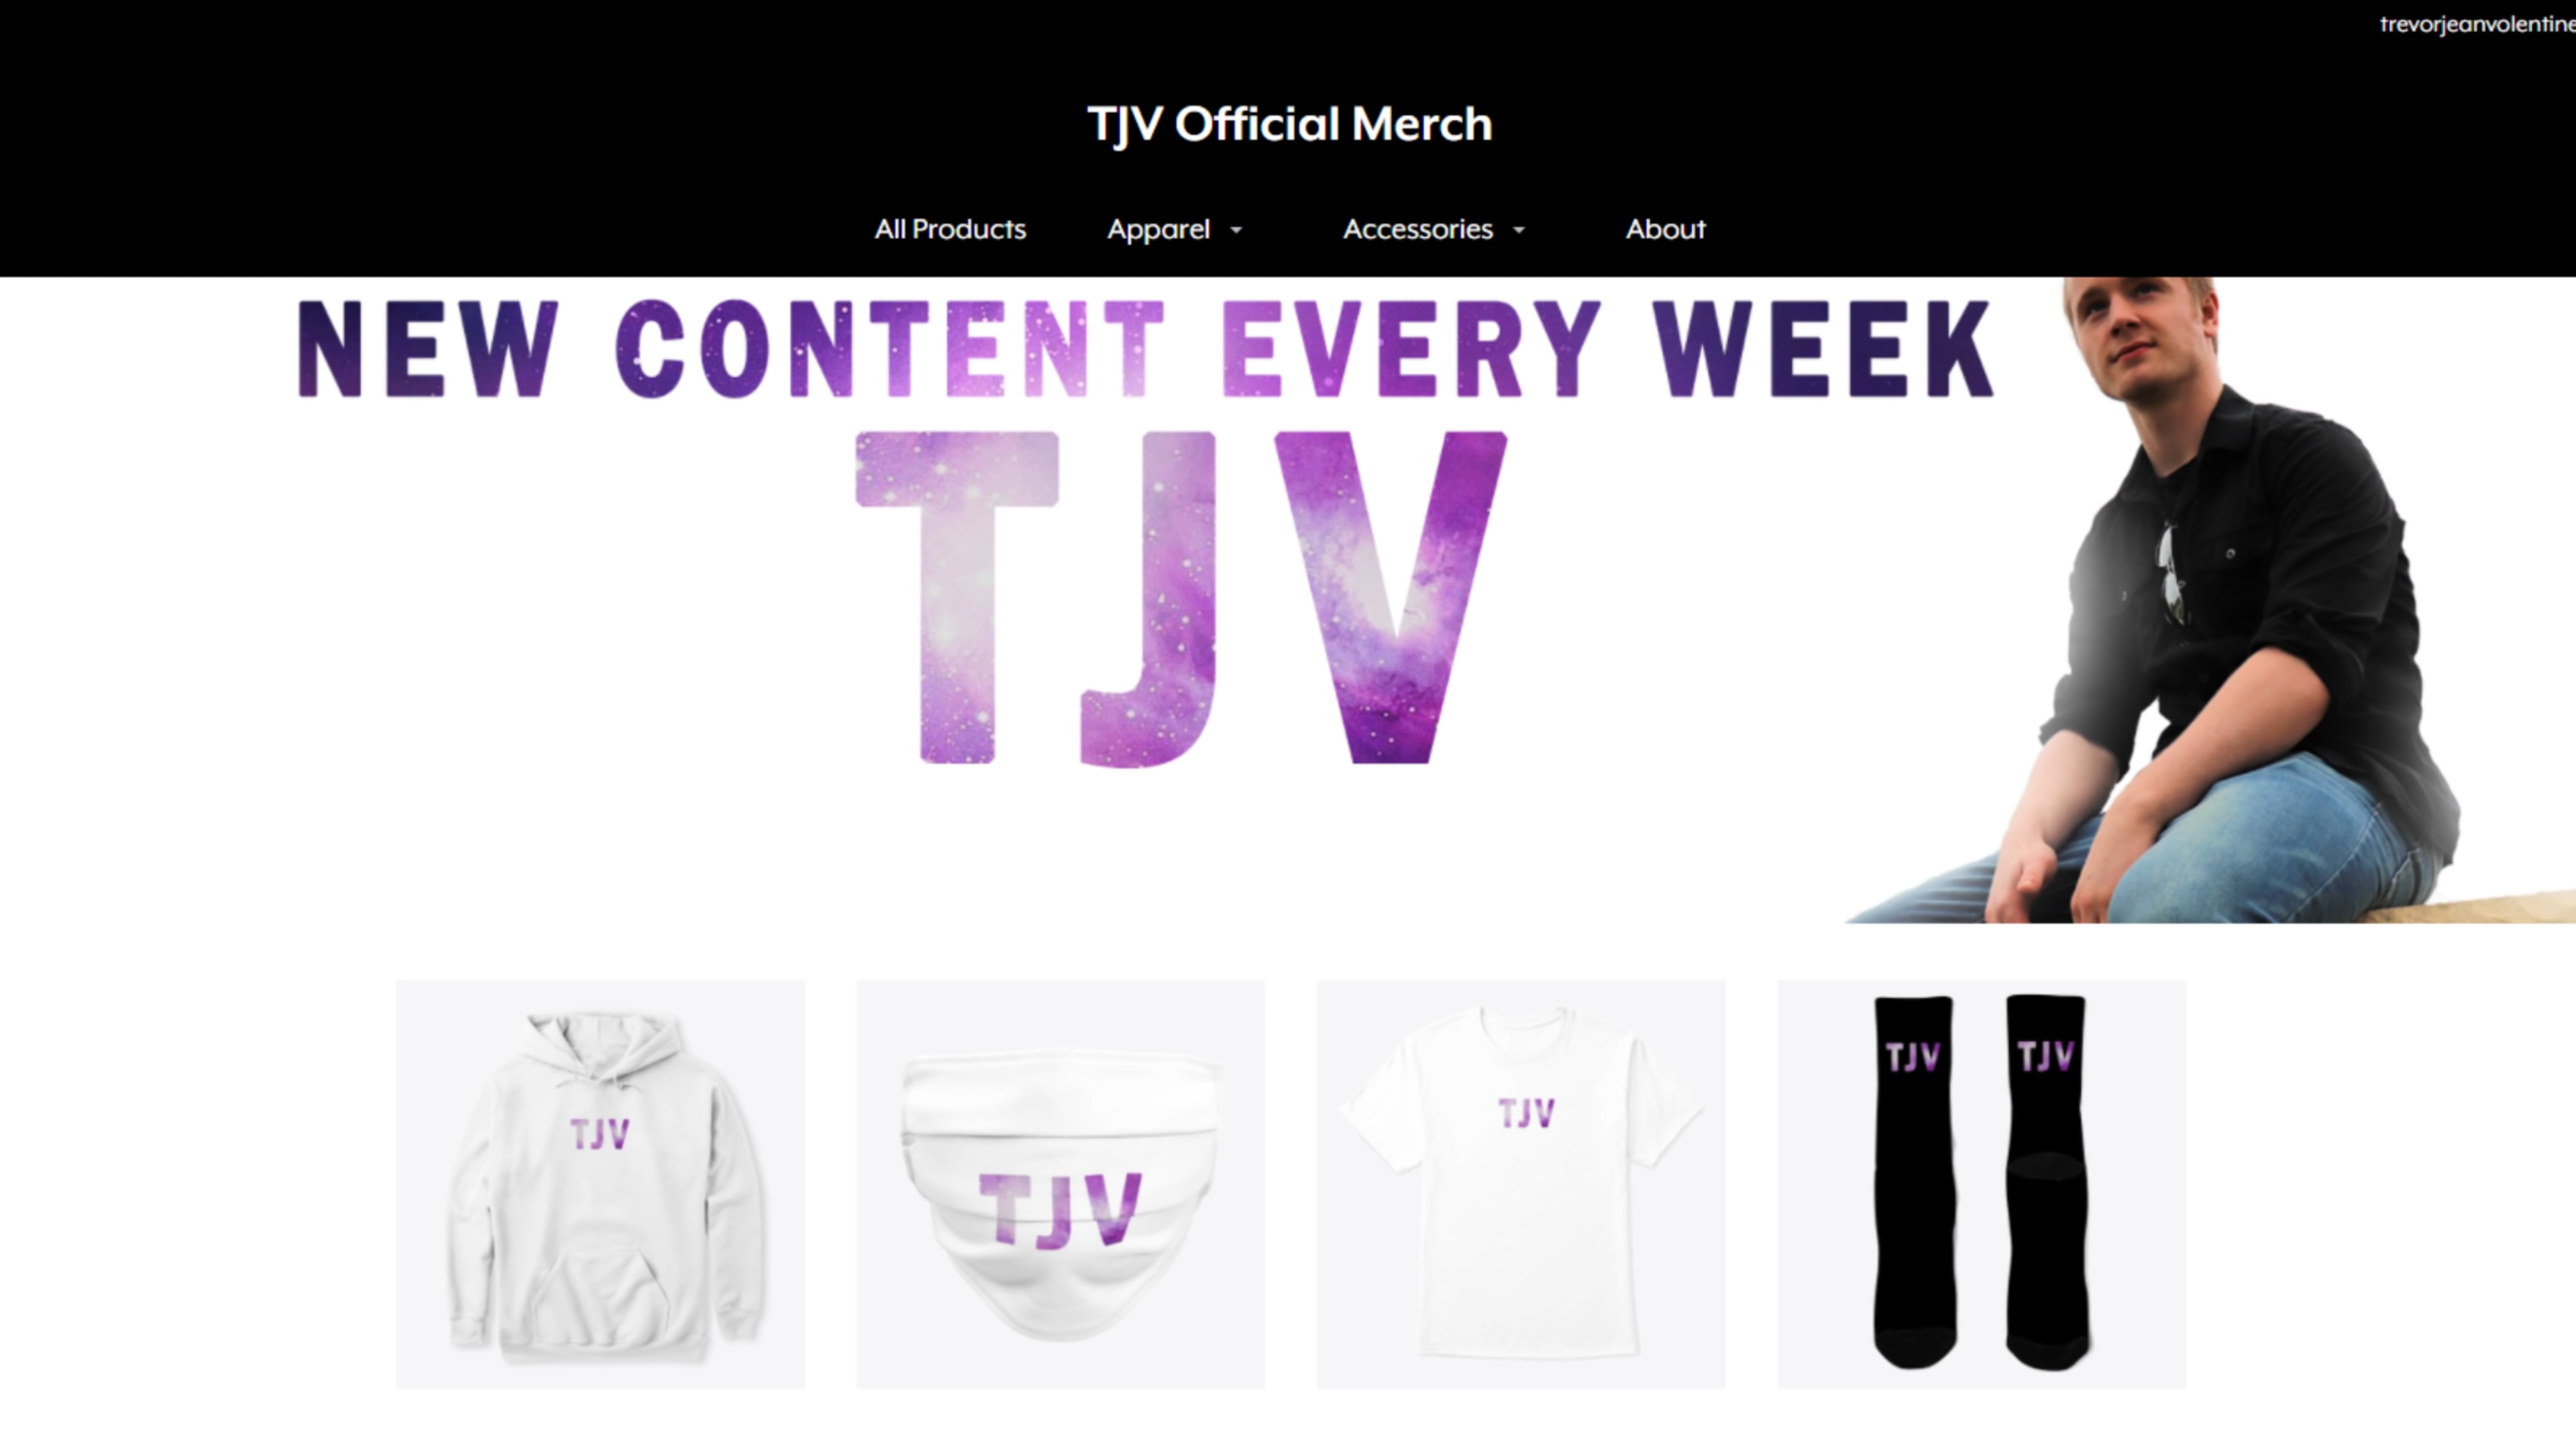 trevorjeanvolentine
TJV Official Merch
All Products Apparel Accessories About
NEW CONTENT EVERY WEEK
TJV
TJV
TJV
TJV
TJV TJV